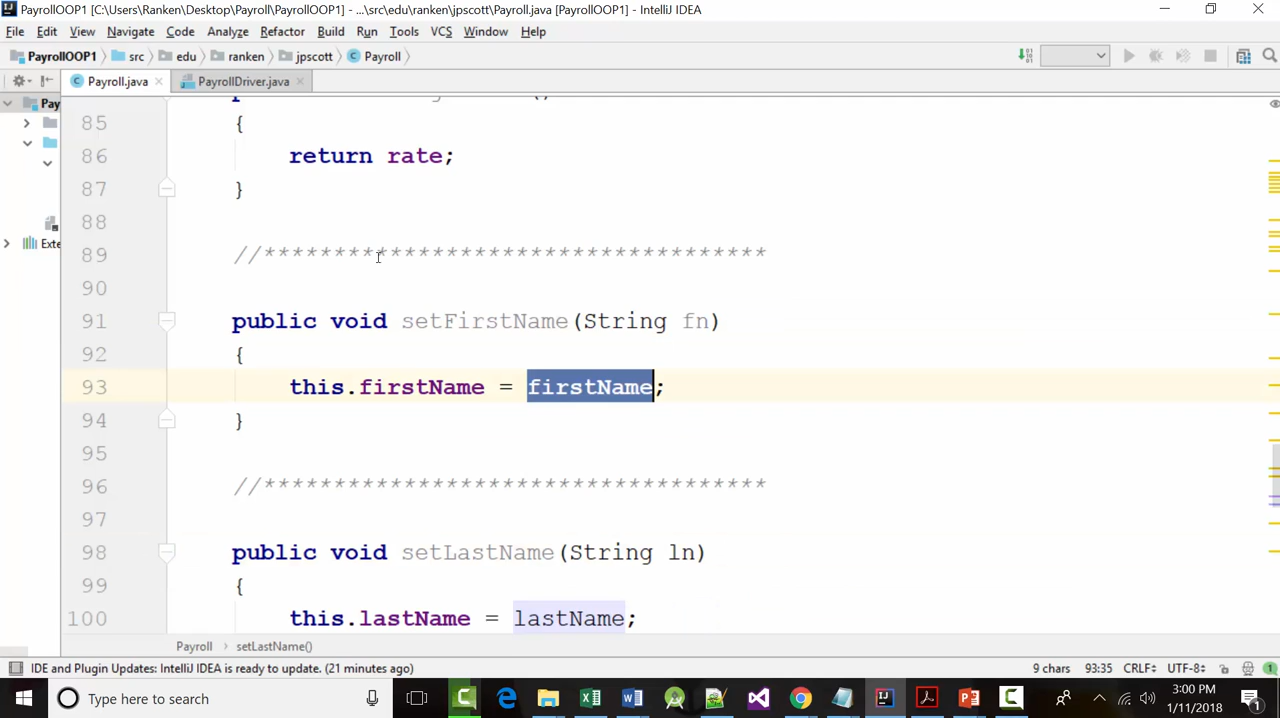 PayrollOOP1 [C:\Users\Ranken\Desktop\Payroll\PayrollOOP1] - ...\src\edu\ranken\jpscott\Payroll.java [PayrollOOP1] - IntelliJ IDEA
File Edit View Navigate Code Analyze Refactor Build Run Tools VCS Window Help
PayrollOOP1 src edu ranken jpscott Payroll
Payroll.java PayrollDriver.java
Pay
85 {
86 return rate;
87 }
88
89 //************************************
90
91 public void setFirstName(String fn)
92 {
93 this.firstName = firstName;
94 }
95
96 //************************************
97
98 public void setLastName(String ln)
99 {
100 this.lastName = lastName;
Exte
Payroll › setLastName()
IDE and Plugin Updates: IntelliJ IDEA is ready to update. (21 minutes ago) 9 chars 93:35 CRLF UTF-8 1
Type here to search 3:00 PM
1/11/2018 1